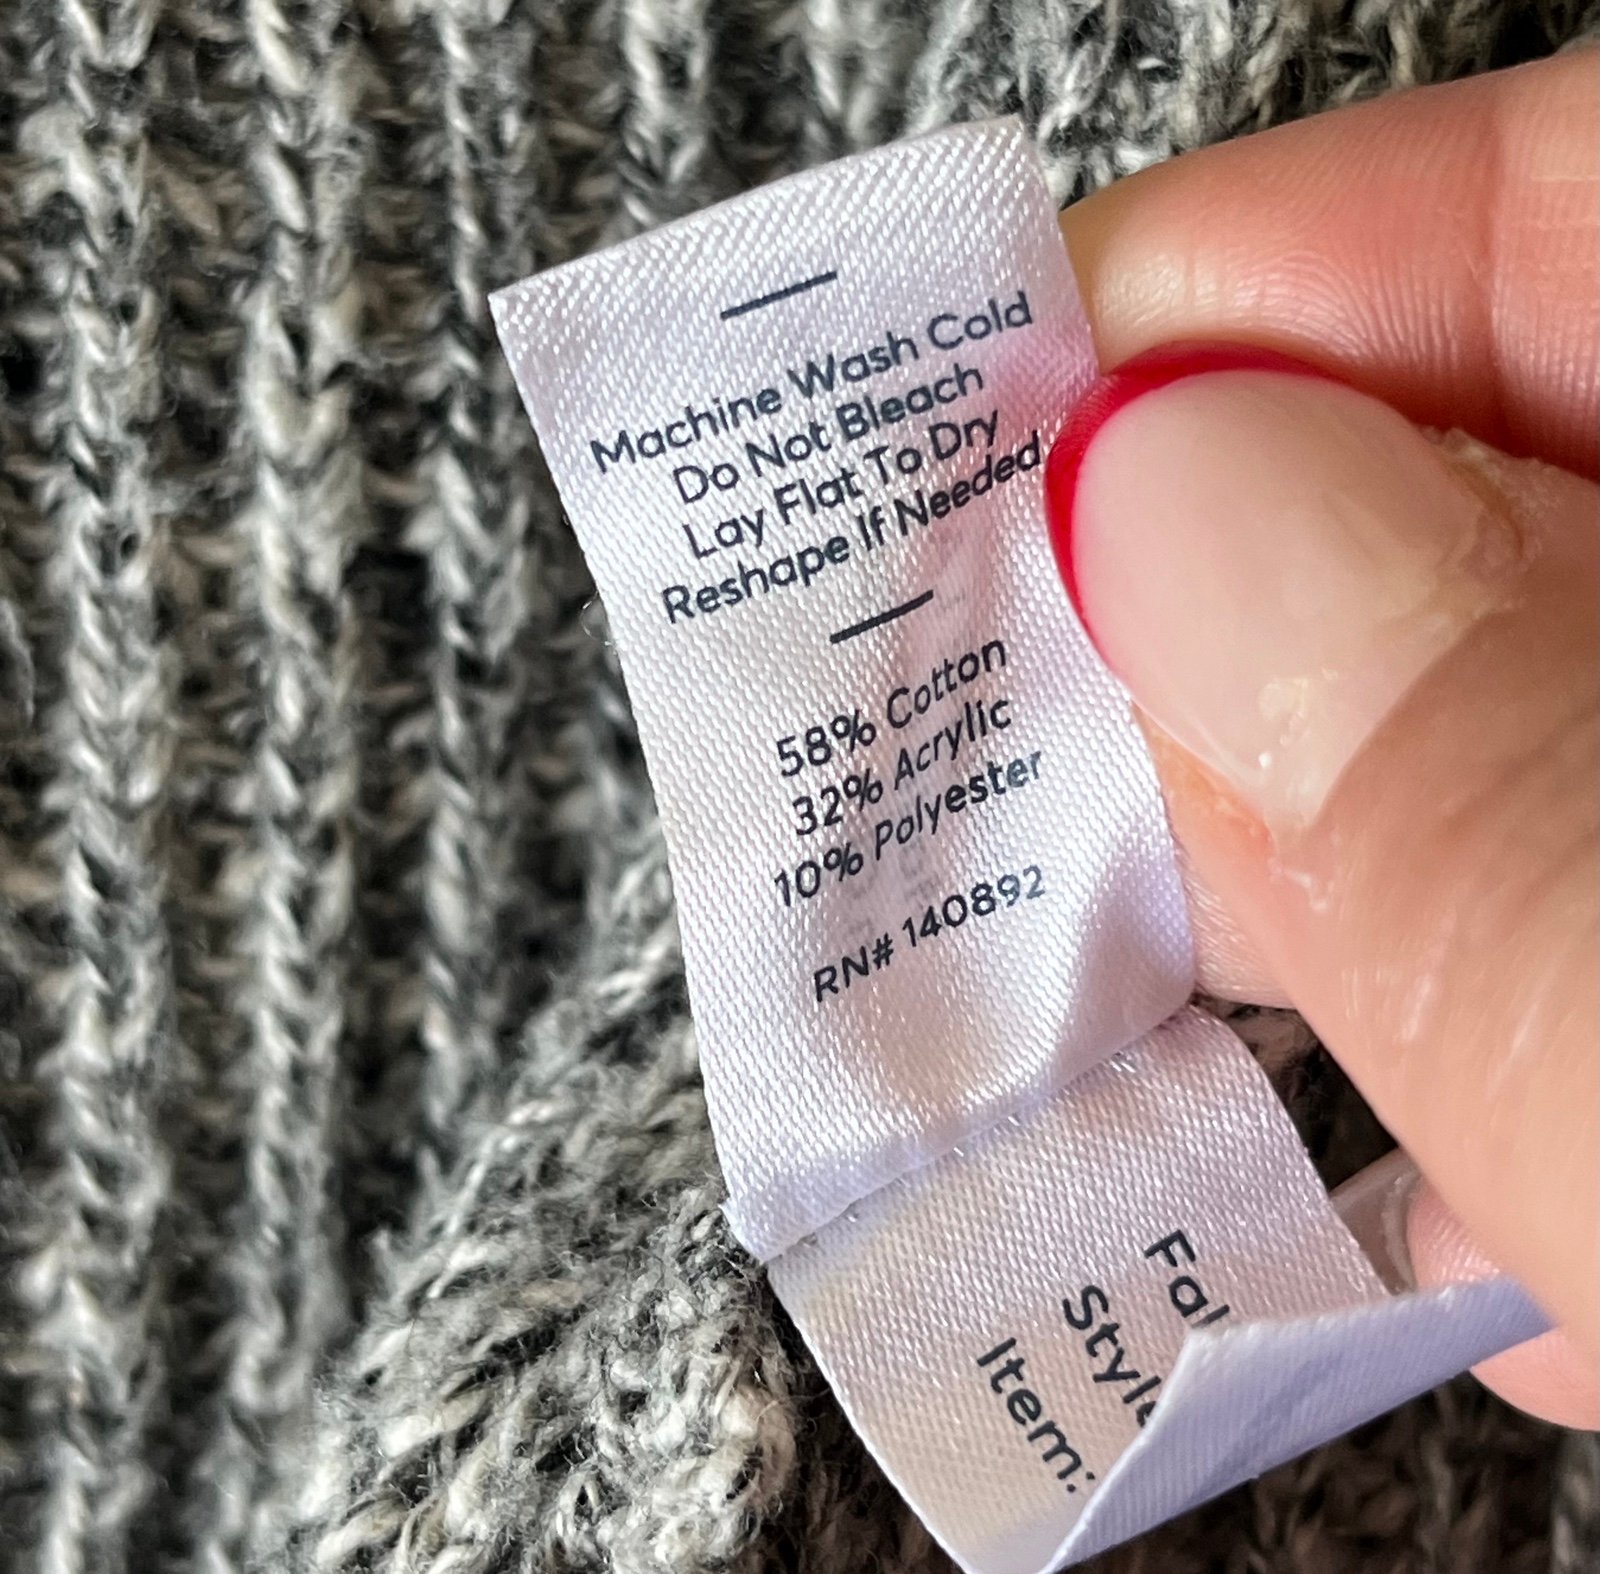 Machine Wash Cold
Do Not Bleach
Lay Flat To Dry
Reshape If Needed
58% Cotton
32% Acrylic
10% Polyester
RN# 140892
Style
Item: